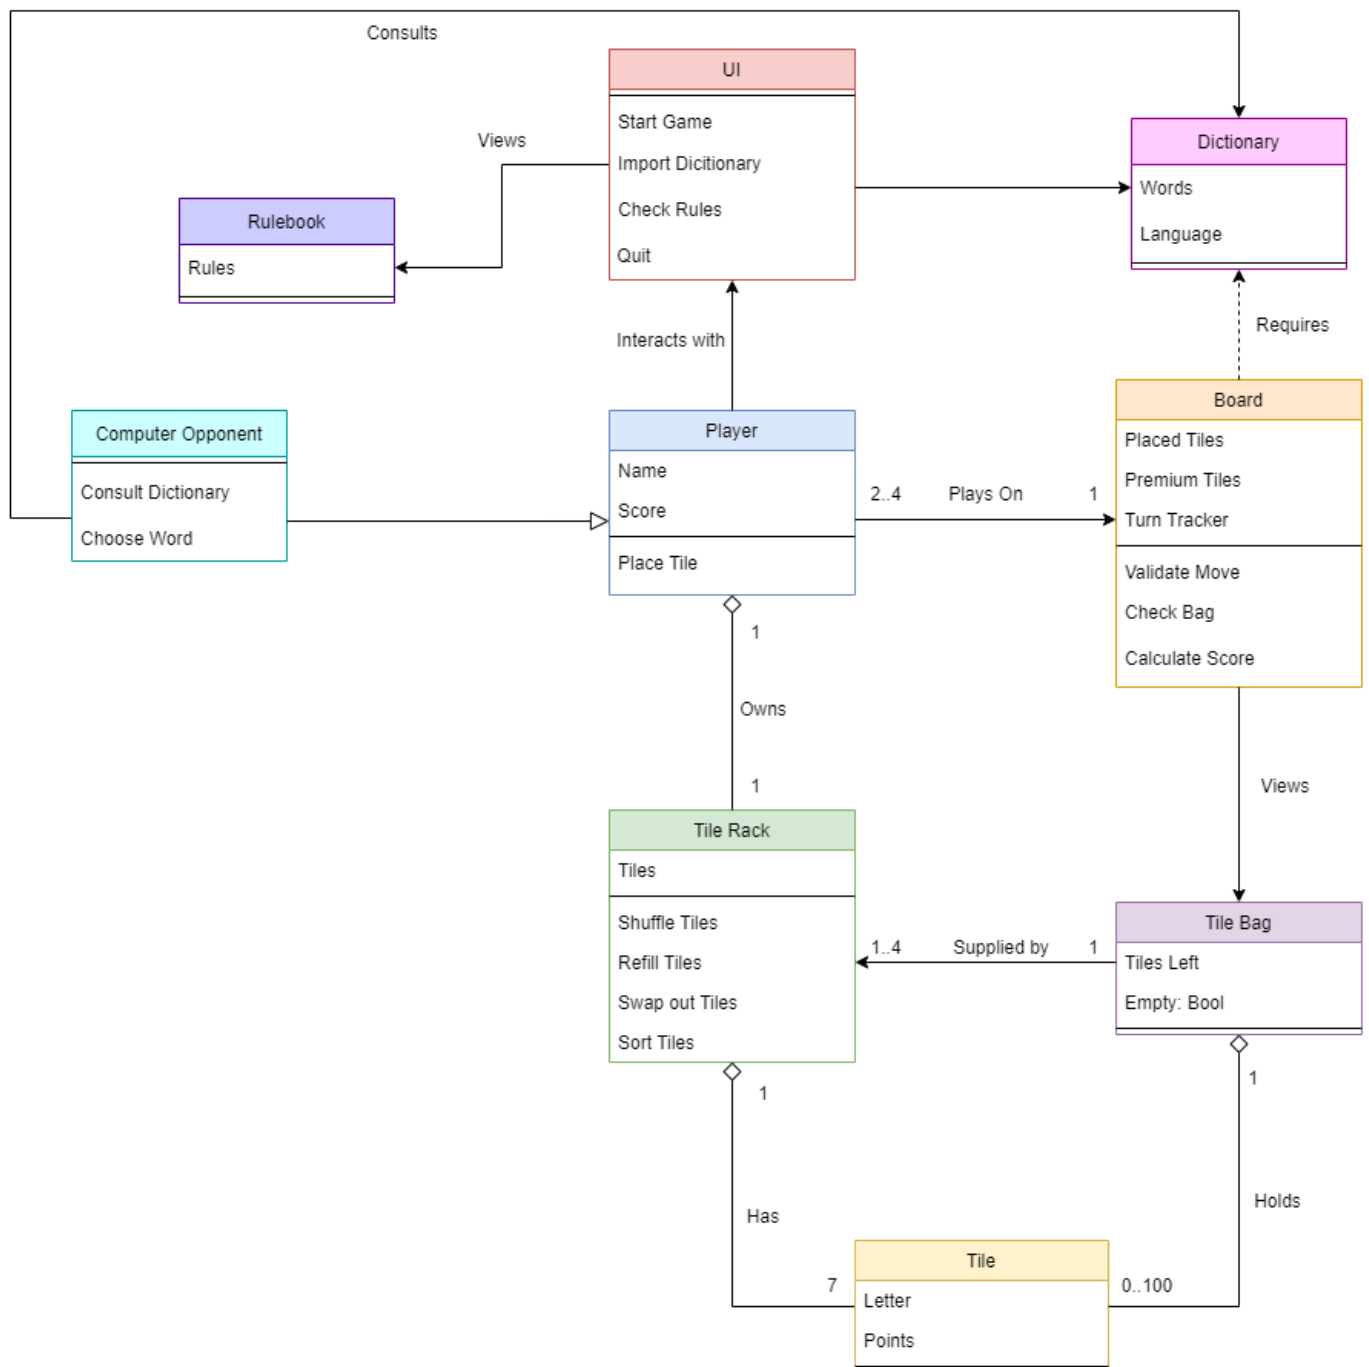 Consults
UI
Start Game
Import Dicitionary
Check Rules
Quit
Views
Dictionary
Words
Language
Rulebook
Rules
Interacts with
Requires
Computer Opponent
Consult Dictionary
Choose Word
Player
Name
Score
Place Tile
2..4 Plays On 1
Board
Placed Tiles
Premium Tiles
Turn Tracker
Validate Move
Check Bag
Calculate Score
1
Owns
1
Views
Tile Rack
Tiles
Shuffle Tiles
Refill Tiles
Swap out Tiles
Sort Tiles
1..4 Supplied by 1
Tile Bag
Tiles Left
Empty: Bool
1
1
Has
Holds
7
Tile
Letter
Points
0..100